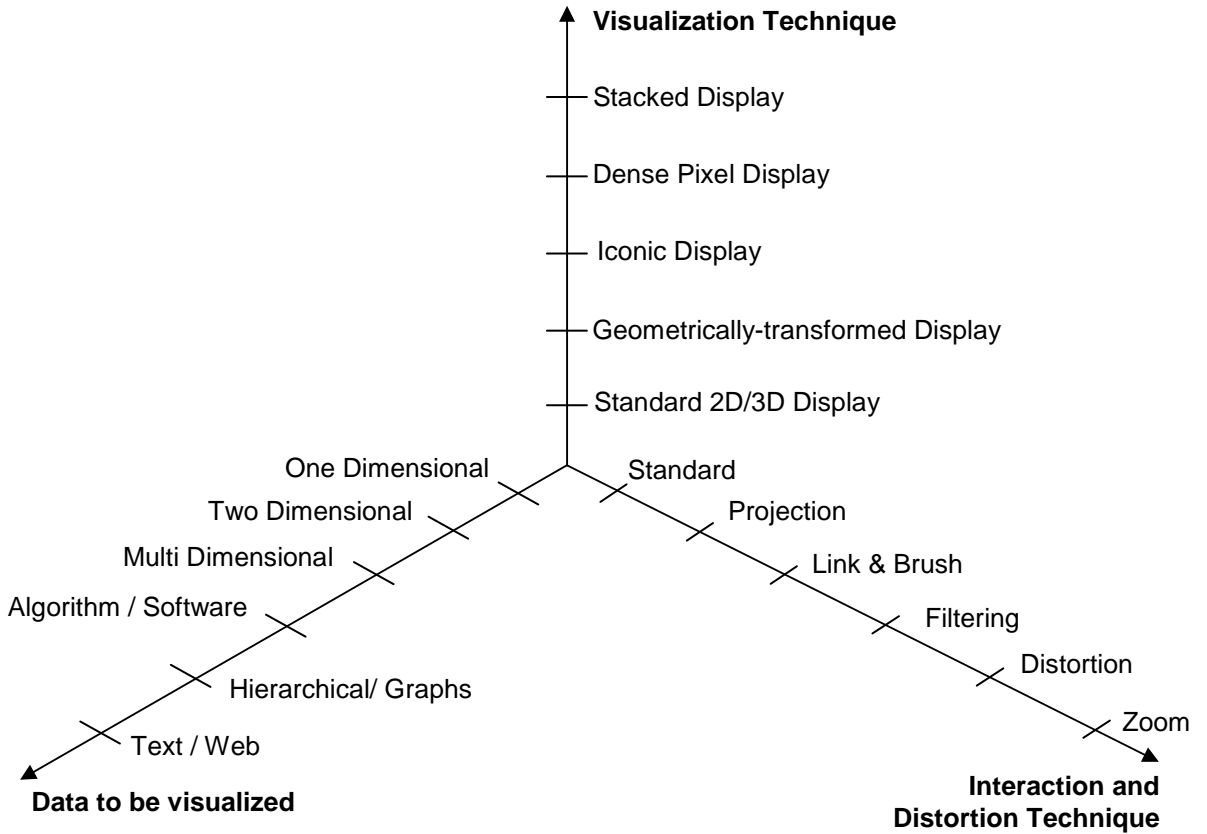 Visualization Technique
Stacked Display
Dense Pixel Display
Iconic Display
Geometrically-transformed Display
Standard 2D/3D Display
One Dimensional
Two Dimensional
Multi Dimensional
Algorithm / Software
Hierarchical/ Graphs
Text / Web
Data to be visualized
Standard
Projection
Link & Brush
Filtering
Distortion
Zoom
Interaction and
Distortion Technique